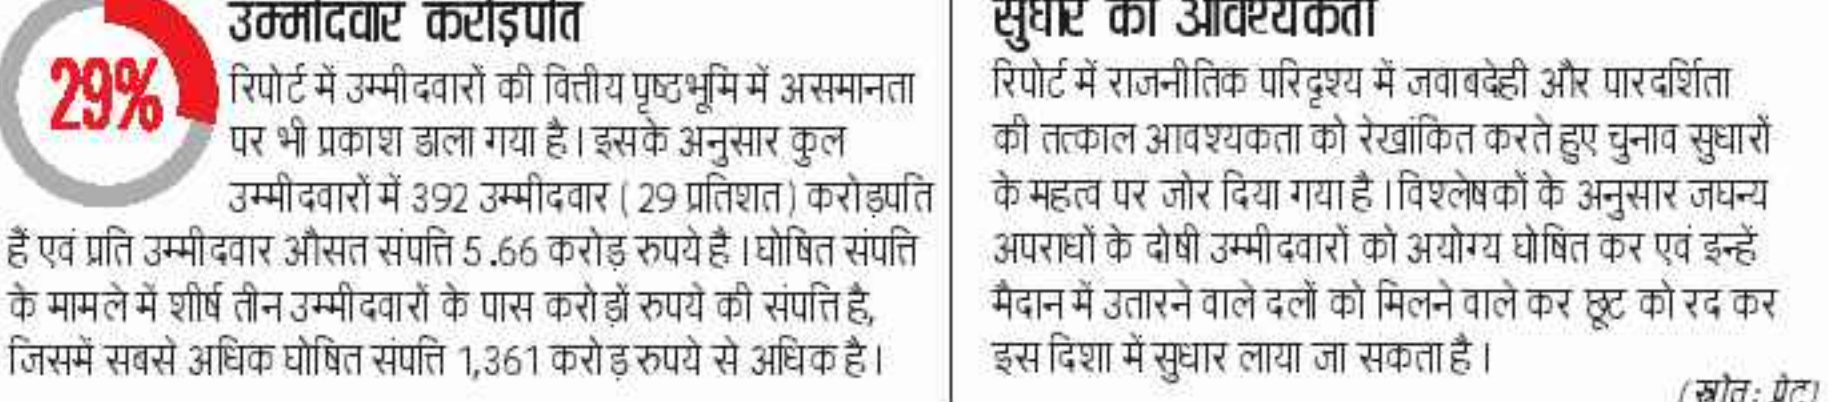 29%
उम्मीदवार करोड़पति
रिपोर्ट में उम्मीदवारों की वित्तीय पृष्ठभूमि में असमानता
पर भी प्रकाश डाला गया है। इसके अनुसार कुल
उम्मीदवारों में 392 उम्मीदवार (29 प्रतिशत) करोड़पति
हैं एवं प्रति उम्मीदवार औसत संपत्ति 5.66 करोड़ रुपये है। घोषित संपत्ति
के मामले में शीर्ष तीन उम्मीदवारों के पास करोड़ों रुपये की संपत्ति है,
जिसमें सबसे अधिक घोषित संपत्ति 1,361 करोड़ रुपये से अधिक है।
सुधार की आवश्यकता
रिपोर्ट में राजनीतिक परिदृश्य में जवाबदेही और पारदर्शिता
की तत्काल आवश्यकता को रेखांकित करते हुए चुनाव सुधारों
के महत्व पर जोर दिया गया है। विश्लेषकों के अनुसार जघन्य
अपराधों के दोषी उम्मीदवारों को अयोग्य घोषित कर एवं इन्हें
मैदान में उतारने वाले दलों को मिलने वाले कर छूट को रद कर
इस दिशा में सुधार लाया जा सकता है।
(स्रोत: प्रेट)